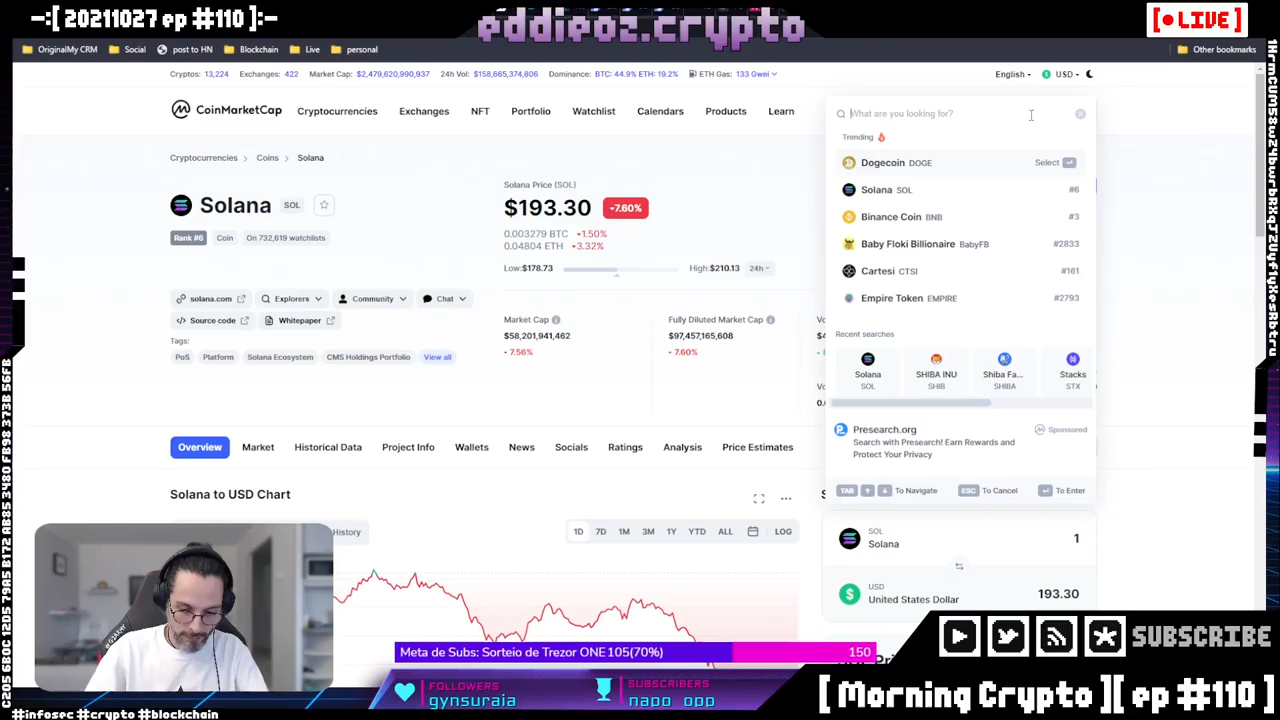 -:[ 20211027 ep #110 ]:-
eddieoz.crypto
[ ● LIVE ]
OriginalMy CRM
Social
post to HN
Blockchain
Live
personal
Other bookmarks
Cryptos: 13,224 Exchanges: 422 Market Cap: $2,479,620,990,937 24h Vol: $158,665,374,806 Dominance: BTC: 44.9% ETH: 19.2% ETH Gas: 133 Gwei
English
USD
CoinMarketCap
Cryptocurrencies
Exchanges
NFT
Portfolio
Watchlist
Calendars
Products
Learn
What are you looking for?
Trending
Dogecoin DOGE Select
Solana SOL #6
Binance Coin BNB #3
Baby Floki Billionaire BabyFB #2833
Cartesi CTSI #161
Empire Token EMPIRE #2793
Recent searches
Solana
SOL
SHIBA INU
SHIB
Shiba Fa...
SHIBA
Stacks
STX
Presearch.org
Sponsored
Search with Presearch! Earn Rewards and
Protect Your Privacy
TAB To Navigate ESC To Cancel To Enter
Cryptocurrencies > Coins > Solana
Solana SOL
Rank #6 Coin On 732,619 watchlists
solana.com Explorers Community Chat
Source code Whitepaper
Tags:
PoS Platform Solana Ecosystem CMS Holdings Portfolio View all
Solana Price (SOL)
$193.30 7.60%
0.003279 BTC 1.50%
0.04804 ETH 3.32%
Low: $178.73 High: $210.13 24h
Market Cap
$58,201,941,462
7.56%
Fully Diluted Market Cap
$97,457,165,608
7.60%
Overview Market Historical Data Project Info Wallets News Socials Ratings Analysis Price Estimates
Solana to USD Chart
History
1D 7D 1M 3M 1Y YTD ALL LOG
SOL
Solana
1
USD
United States Dollar
193.30
Meta de Subs: Sorteio de Trezor ONE 105(70%) 150
FOLLOWERS
gynsuraia
SUBSCRIBERS
napo_opp
SUBSCRIBE
[ Morning Crypto ][ ep #110 ]
#infosec #crypto #blockchain